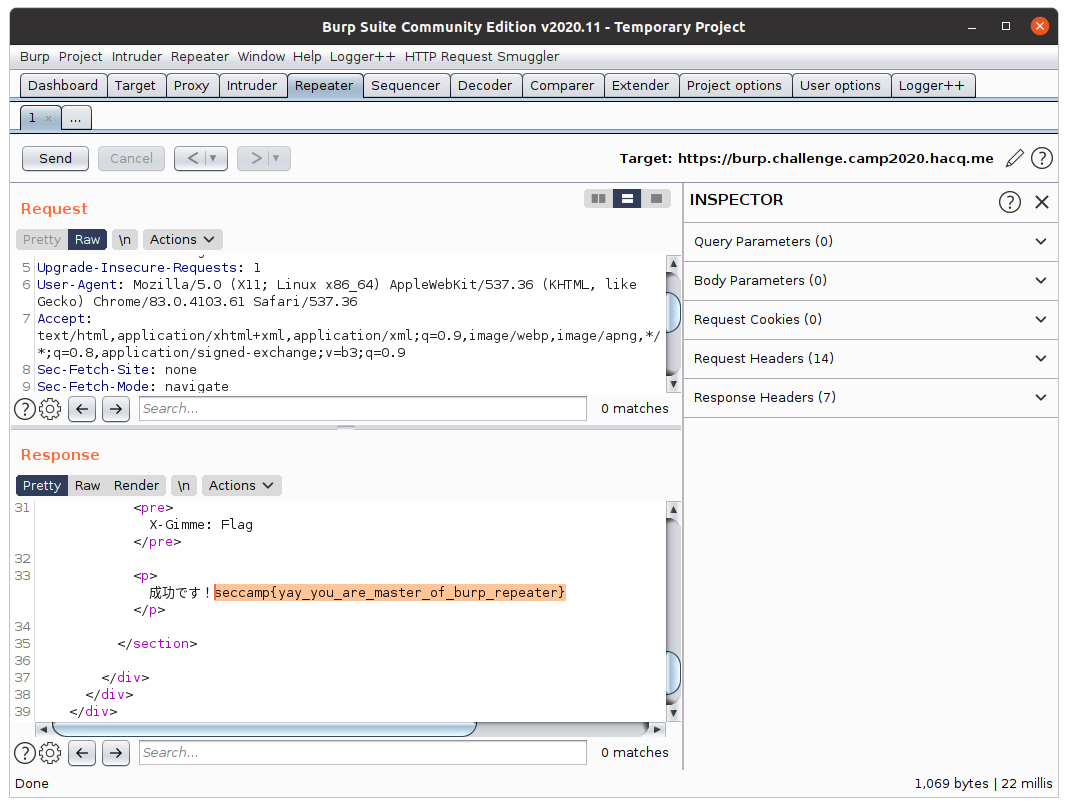 Burp Suite Community Edition v2020.11 - Temporary Project
Burp Project Intruder Repeater Window Help Logger++ HTTP Request Smuggler
Dashboard Target Proxy Intruder Repeater Sequencer Decoder Comparer Extender Project options User options Logger++
1 × ...
Send Cancel < ▼ > ▼ Target: https://burp.challenge.camp2020.hacq.me ?
Request
Pretty Raw \n Actions
5 Upgrade-Insecure-Requests: 1
6 User-Agent: Mozilla/5.0 (X11; Linux x86_64) AppleWebKit/537.36 (KHTML, like
Gecko) Chrome/83.0.4103.61 Safari/537.36
7 Accept:
text/html,application/xhtml+xml,application/xml;q=0.9,image/webp,image/apng,*/
*;q=0.8,application/signed-exchange;v=b3;q=0.9
8 Sec-Fetch-Site: none
9 Sec-Fetch-Mode: navigate
? ← → Search... 0 matches
Response
Pretty Raw Render \n Actions
31 <pre>
X-Gimme: Flag
</pre>
32
33 <p>
成功です！seccamp{yay_you_are_master_of_burp_repeater}
</p>
34
35 </section>
36
37 </div>
38 </div>
39 </div>
? ← → Search... 0 matches
INSPECTOR ? ×
Query Parameters (0)
Body Parameters (0)
Request Cookies (0)
Request Headers (14)
Response Headers (7)
Done 1,069 bytes | 22 millis